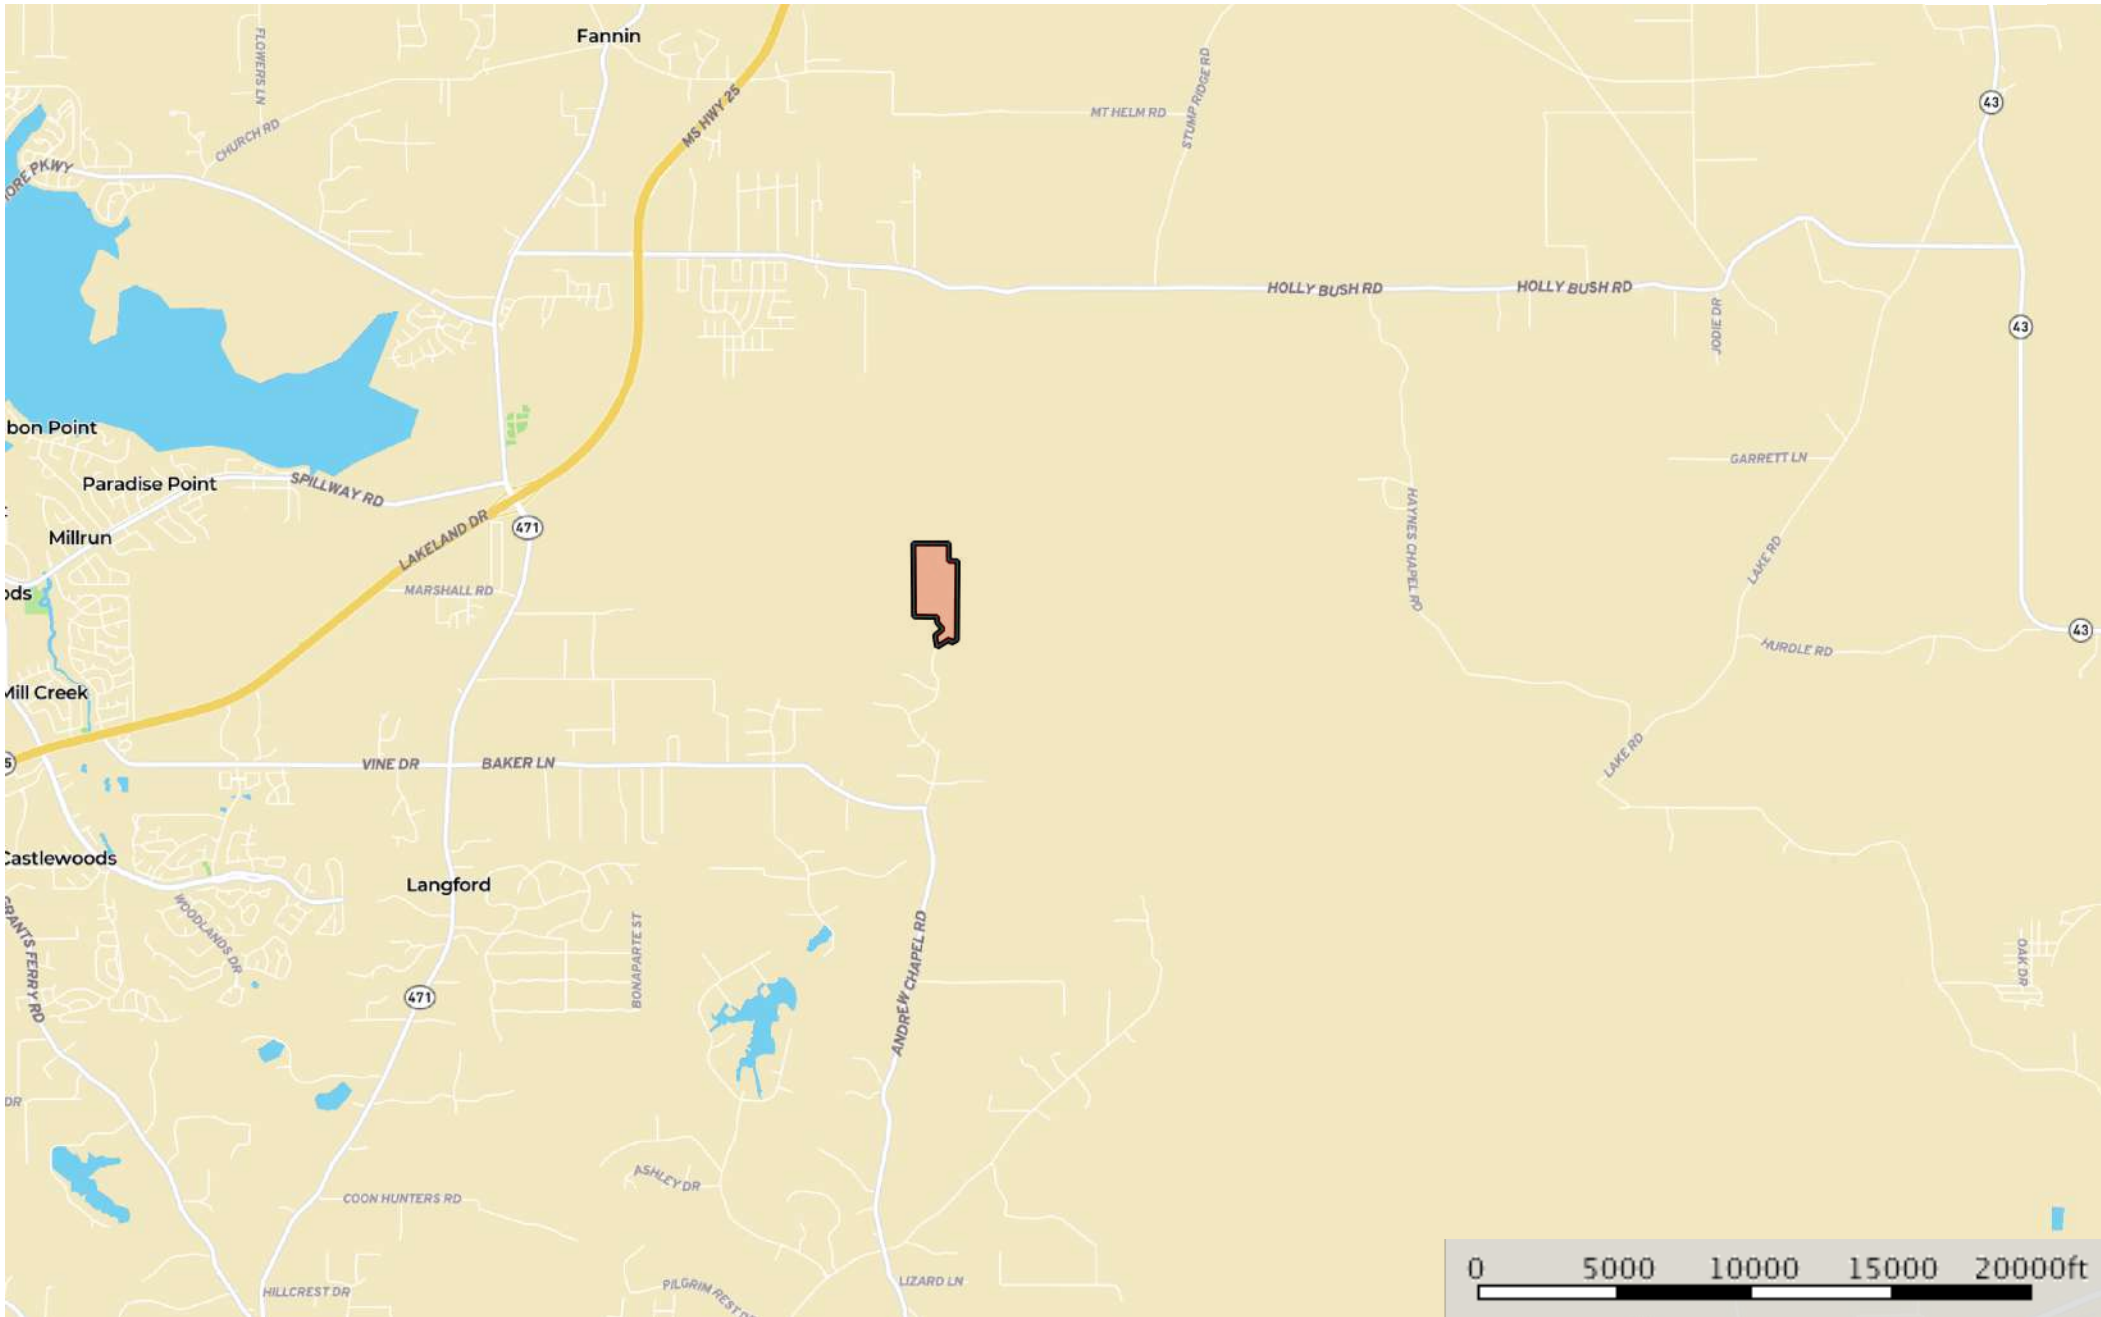 Fannin
FLOWERS LN
MS HWY 25
CHURCH RD
MT HELM RD
STUMP RIDGE RD
43
ORE PKWY
HOLLY BUSH RD
HOLLY BUSH RD
JODIE DR
43
bon Point
Paradise Point
SPILLWAY RD
GARRETT LN
LAKELAND DR
471
Millrun
HAYNES CHAPEL RD
LAKE RD
MARSHALL RD
ods
43
HURDLE RD
Mill Creek
LAKE RD
5
VINE DR
BAKER LN
Castlewoods
Langford
WOODLANDS DR
GRANTS FERRY RD
BONAPARTE ST
ANDREW CHAPEL RD
OAK DR
471
DR
ASHLEY DR
COON HUNTERS RD
HILLCREST DR
PILGRIM REST DR
LIZARD LN
0 5000 10000 15000 20000ft